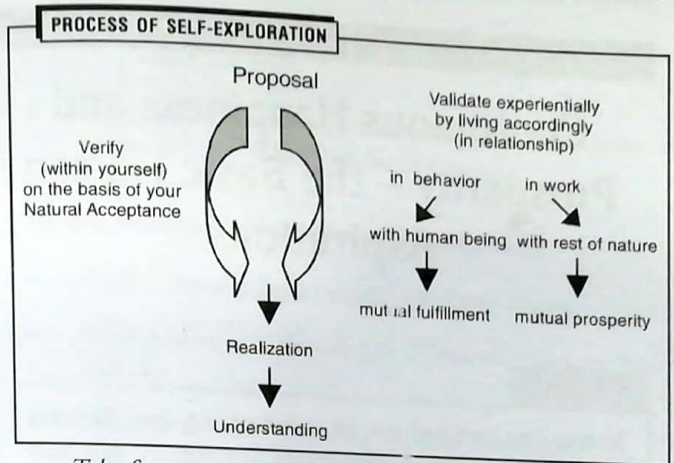 PROCESS OF SELF-EXPLORATION
Proposal
Verify
(within yourself)
on the basis of your
Natural Acceptance
Validate experientially
by living accordingly
(in relationship)
in behavior
in work
with human being
with rest of nature
mutual fulfillment
mutual prosperity
Realization
Understanding